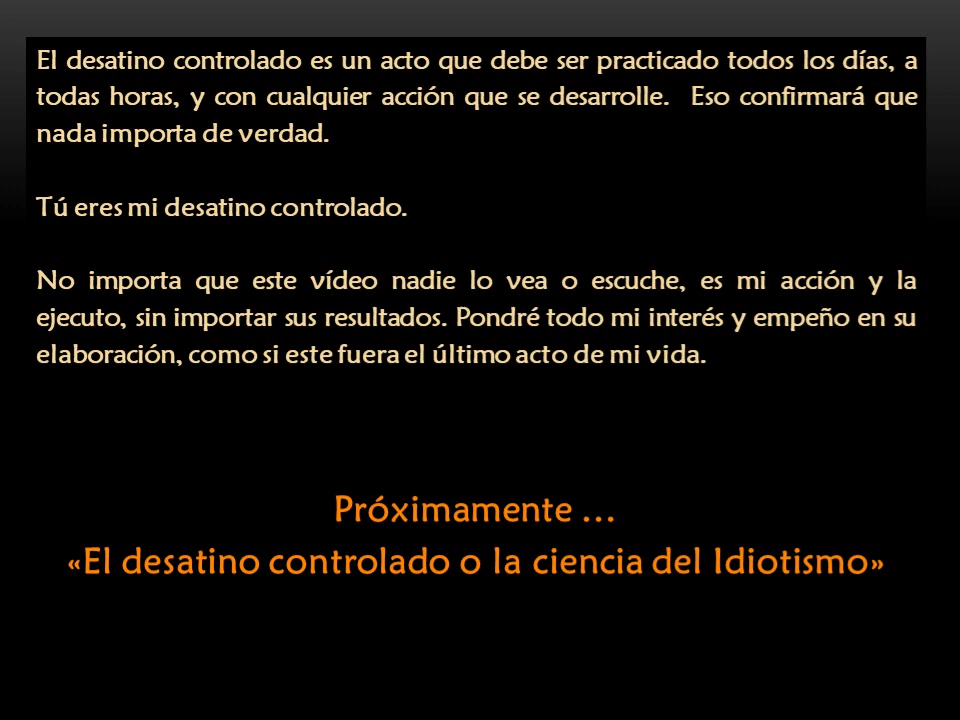 El desatino controlado es un acto que debe ser practicado todos los días, a
todas horas, y con cualquier acción que se desarrolle. Eso confirmará que
nada importa de verdad.
Tú eres mi desatino controlado.
No importa que este vídeo nadie lo vea o escuche, es mi acción y la
ejecuto, sin importar sus resultados. Pondré todo mi interés y empeño en su
elaboración, como si este fuera el último acto de mi vida.
Próximamente ...
«El desatino controlado o la ciencia del Idiotismo»